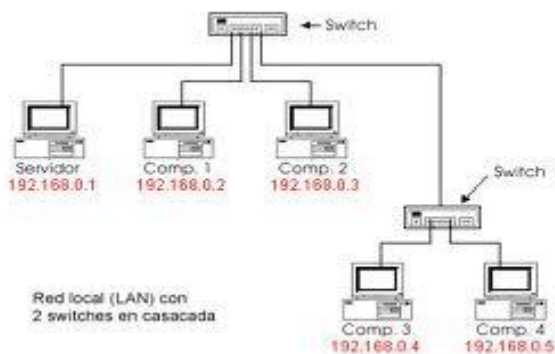 Switch
Servidor
192.168.0.1
Comp. 1
192.168.0.2
Comp. 2
192.168.0.3
Switch
Red local (LAN) con
2 switches en casacada
Comp. 3
192.168.0.4
Comp. 4
192.168.0.5